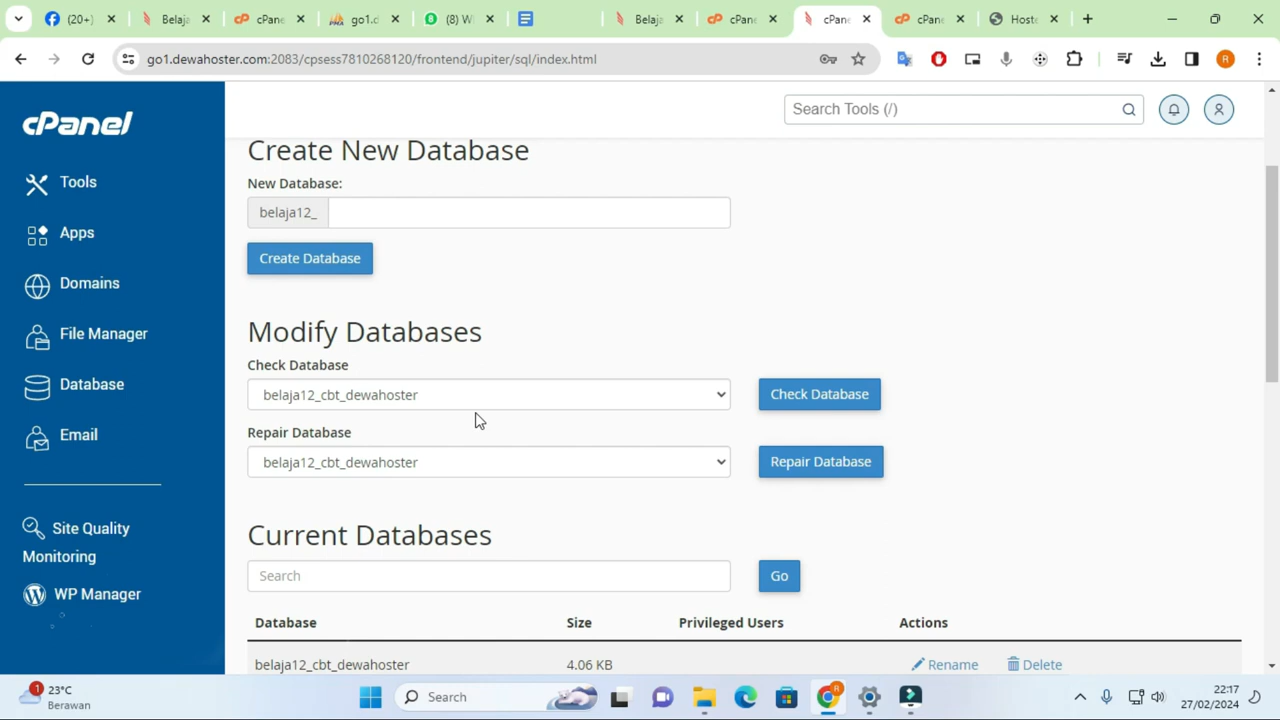 (20+)
Belaja
cPane
go1.d
(8) W
Belaja
cPane
cPane
cPane
Hoste
go1.dewahoster.com:2083/cpsess7810268120/frontend/jupiter/sql/index.html
R
cPanel
Search Tools (/)
Tools
Apps
Domains
File Manager
Database
Email
Site Quality
Monitoring
WP Manager
Create New Database
New Database:
belaja12_
Create Database
Modify Databases
Check Database
belaja12_cbt_dewahoster
Check Database
Repair Database
belaja12_cbt_dewahoster
Repair Database
Current Databases
Search
Go
Database Size Privileged Users Actions
belaja12_cbt_dewahoster 4.06 KB Rename Delete
1
23°C
Berawan
Search
R
22:17
27/02/2024